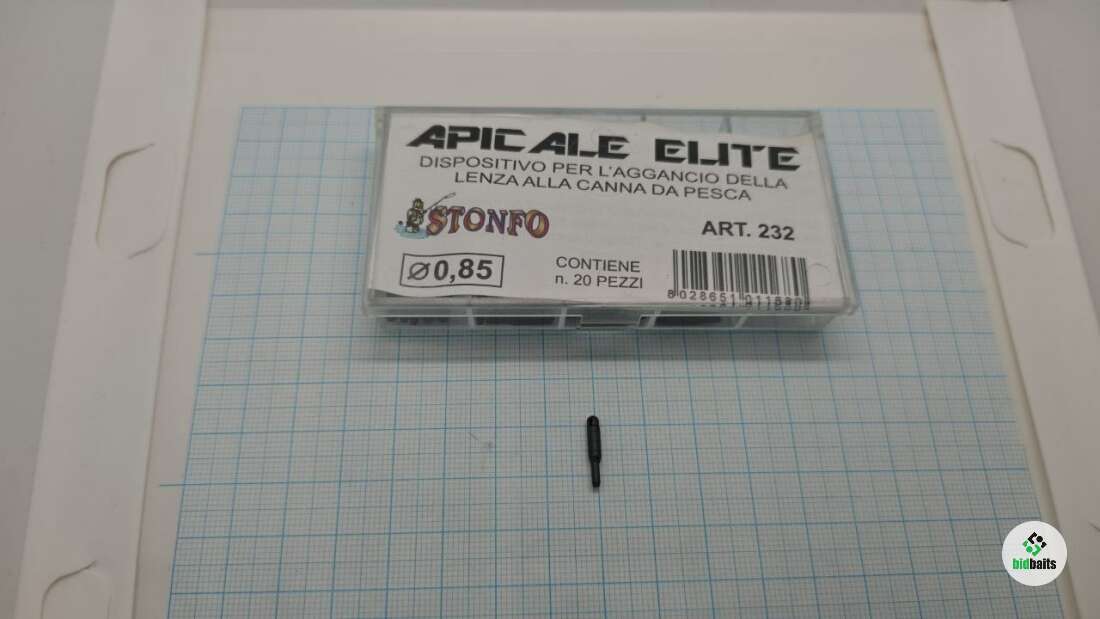 APICALE ELITE
DISPOSITIVO PER L'AGGANCIO DELLA
LENZA ALLA CANNA DA PESCA
STONFO
ART. 232
Ø0,85
CONTIENE
n. 20 PEZZI
bidbaits